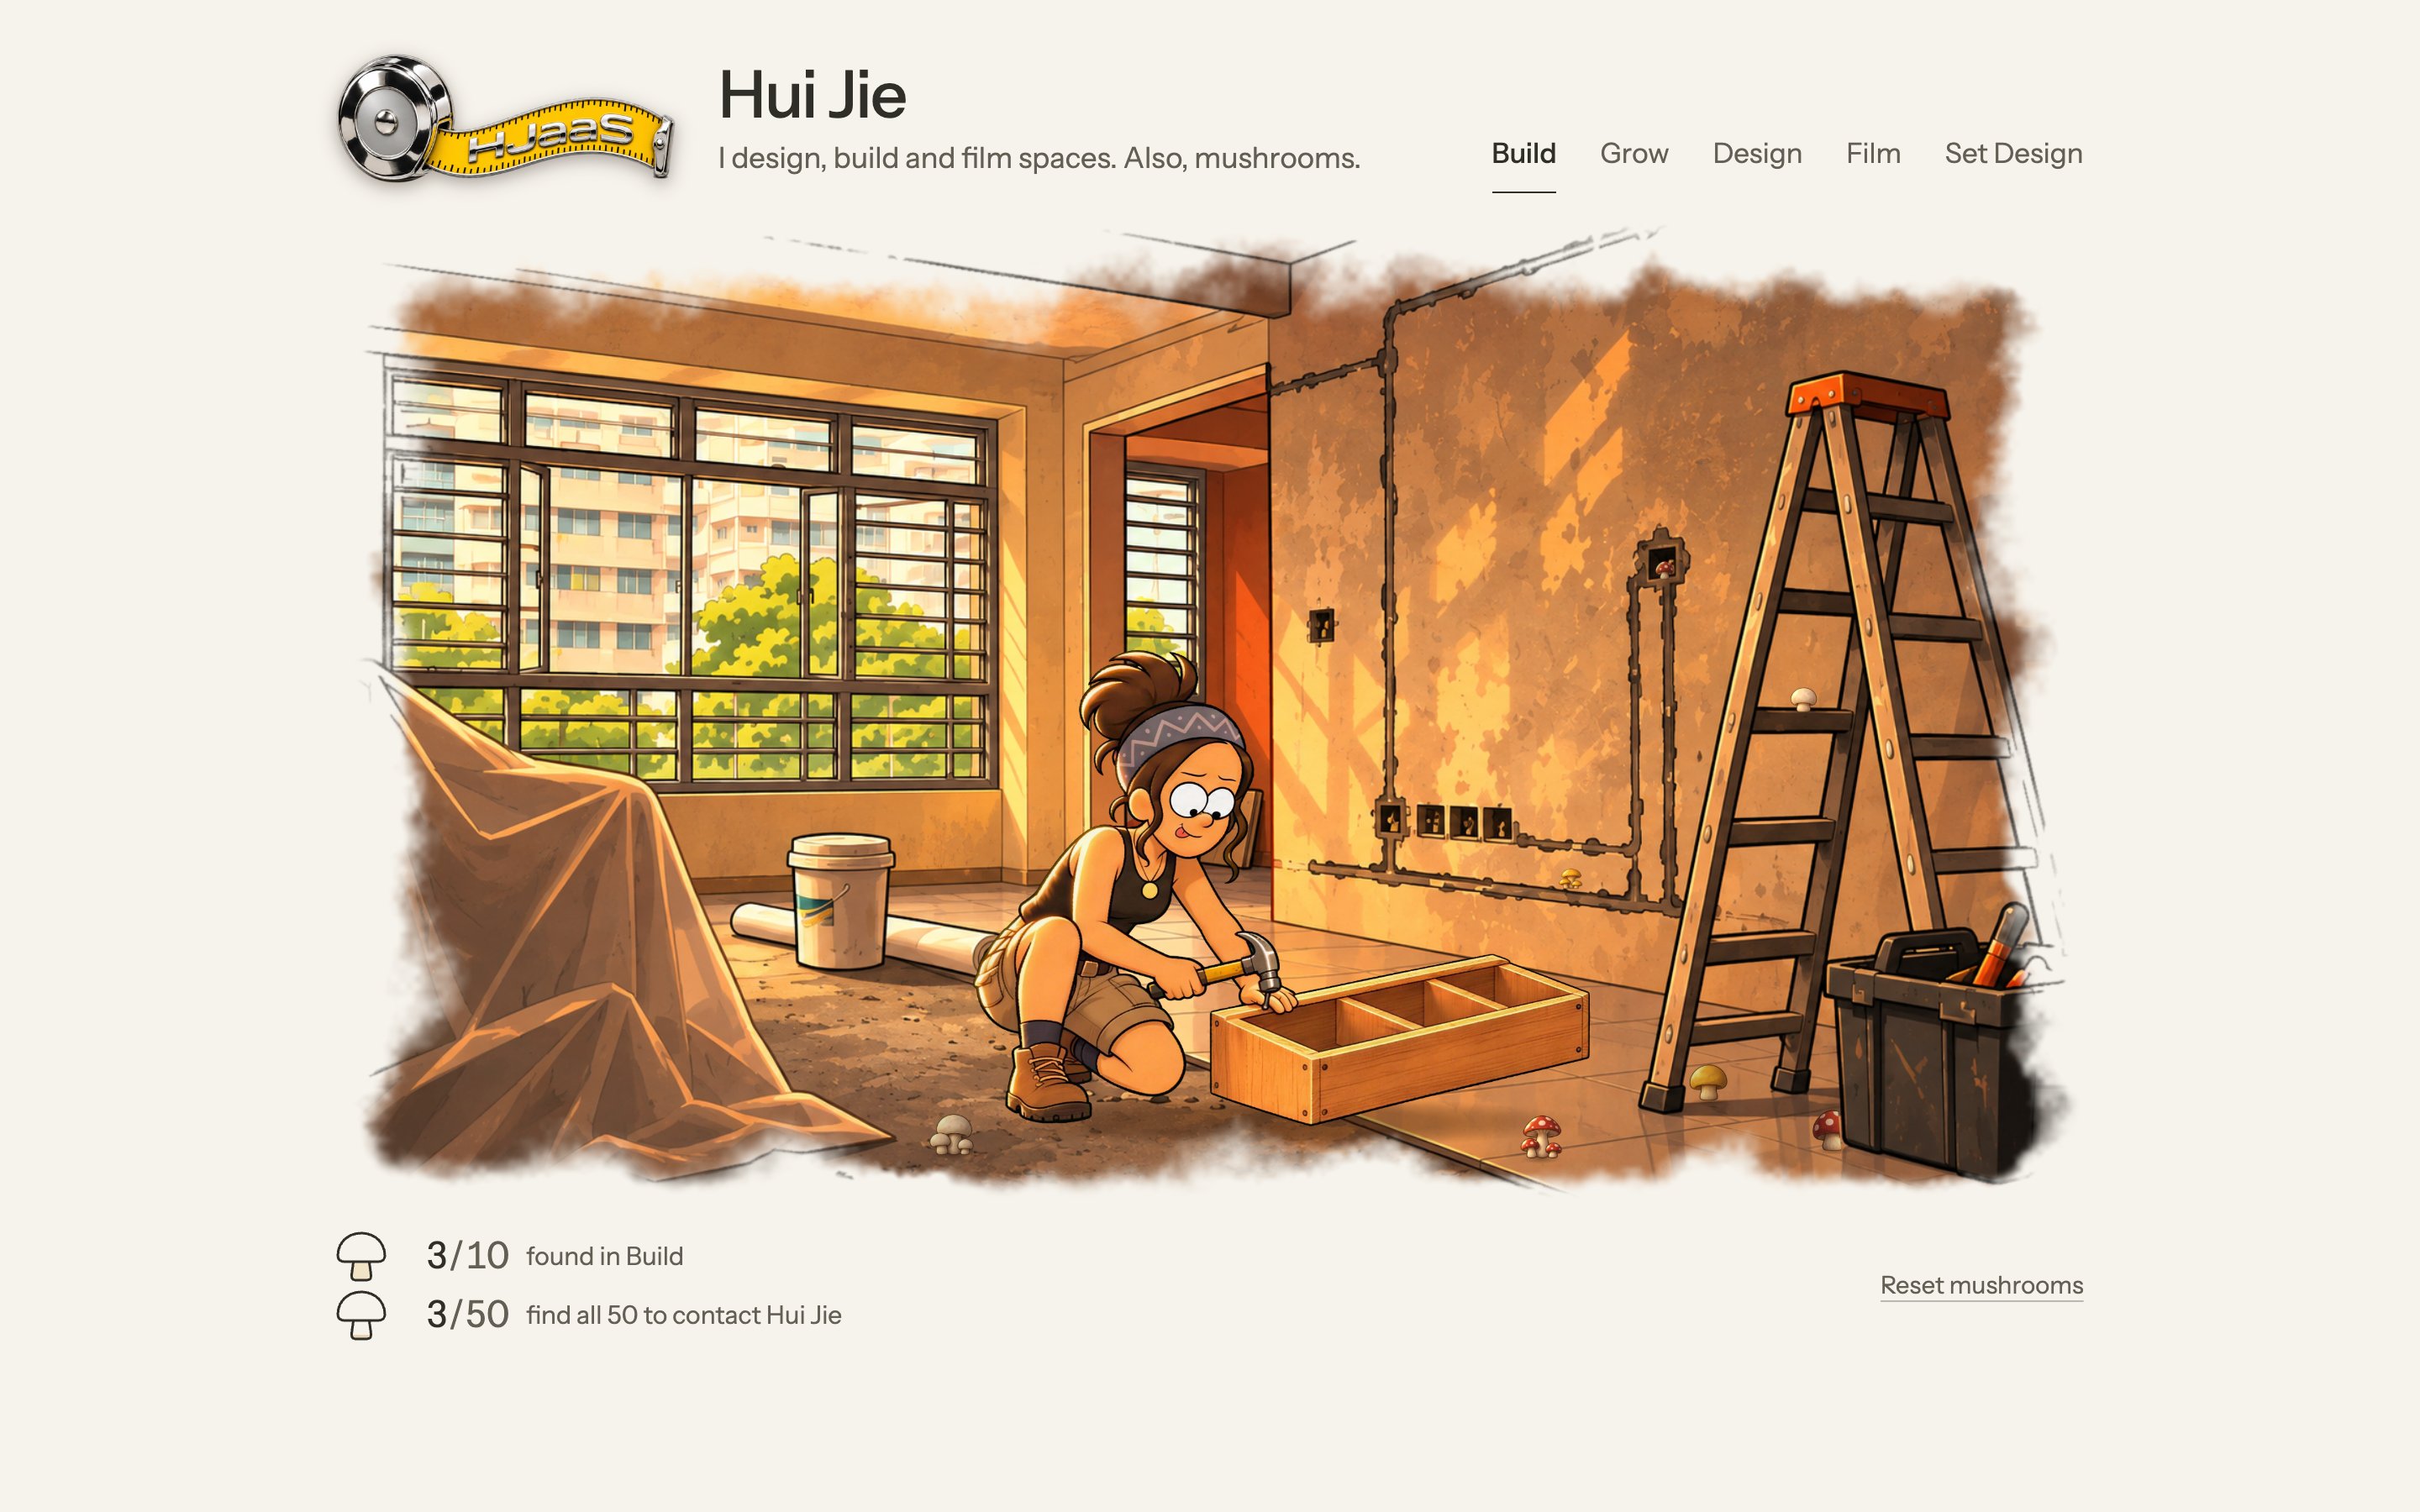 HJaaS
Hui Jie
I design, build and film spaces. Also, mushrooms.
Build Grow Design Film Set Design
3/10 found in Build
3/50 find all 50 to contact Hui Jie
Reset mushrooms